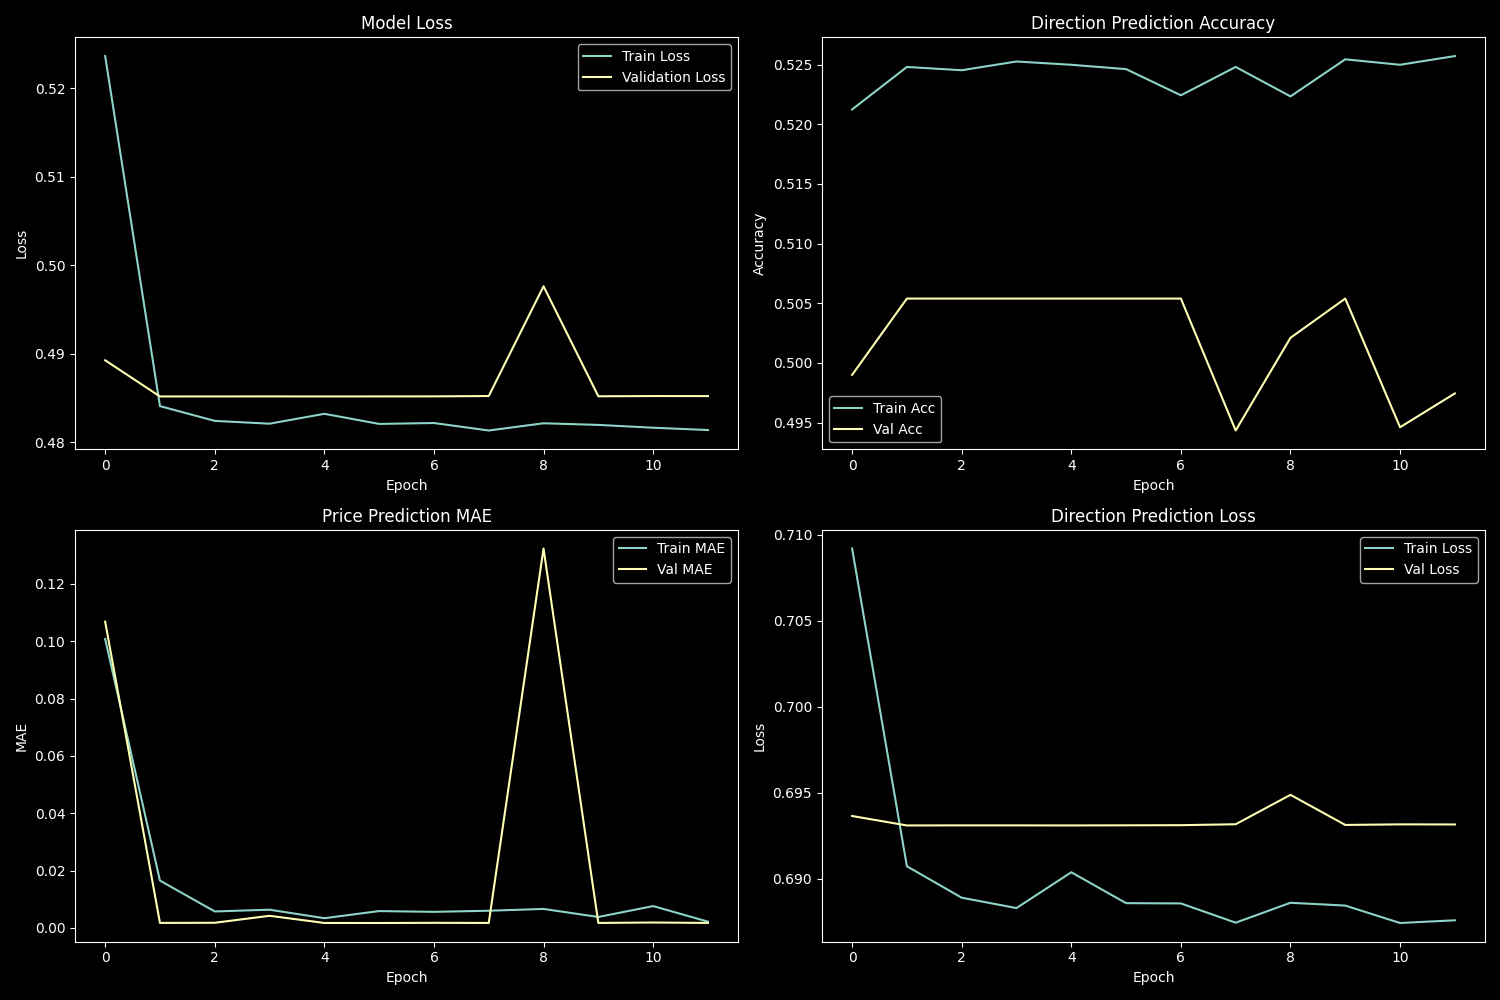 Model Loss
Train Loss
Validation Loss
0.52
0.51
0.50
0.49
0.48
Loss
0 2 4 6 8 10
Epoch
Direction Prediction Accuracy
0.525
0.520
0.515
0.510
0.505
0.500
0.495
Accuracy
Train Acc
Val Acc
0 2 4 6 8 10
Epoch
Price Prediction MAE
Train MAE
Val MAE
0.12
0.10
0.08
0.06
0.04
0.02
0.00
MAE
0 2 4 6 8 10
Epoch
Direction Prediction Loss
Train Loss
Val Loss
0.710
0.705
0.700
0.695
0.690
Loss
0 2 4 6 8 10
Epoch